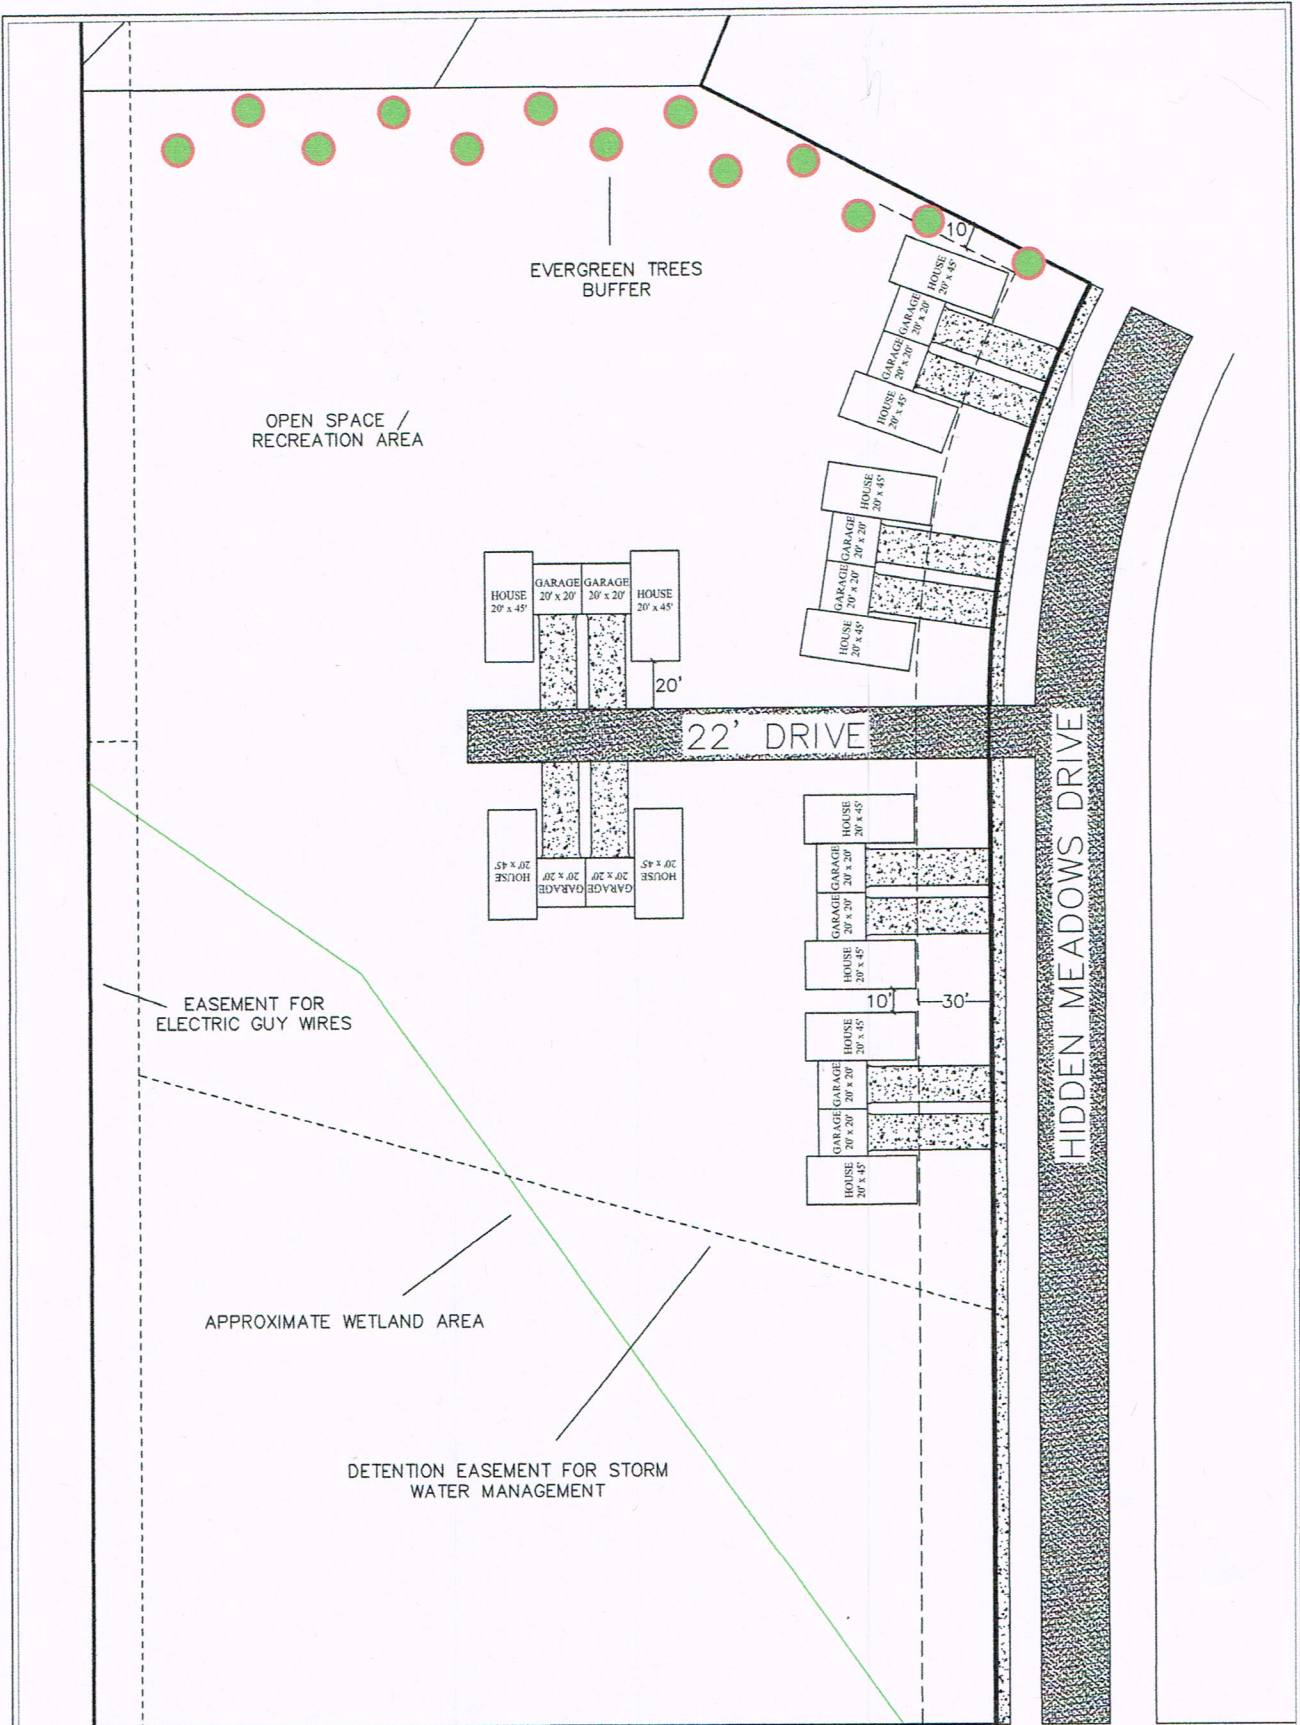 10'
EVERGREEN TREES
BUFFER
HOUSE
20' x 45'
GARAGE
20' x 20'
GARAGE
20' x 20'
HOUSE
20' x 45'
OPEN SPACE /
RECREATION AREA
HOUSE
20' x 45'
GARAGE
20' x 20'
GARAGE
20' x 20'
HOUSE
20' x 45'
HOUSE
20' x 45'
GARAGE
20' x 20'
GARAGE
20' x 20'
HOUSE
20' x 45'
20'
22' DRIVE
HIDDEN MEADOWS DRIVE
HOUSE
20' x 45'
GARAGE
20' x 20'
GARAGE
20' x 20'
HOUSE
20' x 45'
HOUSE
20' x 45'
GARAGE
20' x 20'
GARAGE
20' x 20'
HOUSE
20' x 45'
10'
30'
EASEMENT FOR
ELECTRIC GUY WIRES
HOUSE
20' x 45'
GARAGE
20' x 20'
GARAGE
20' x 20'
HOUSE
20' x 45'
APPROXIMATE WETLAND AREA
DETENTION EASEMENT FOR STORM
WATER MANAGEMENT